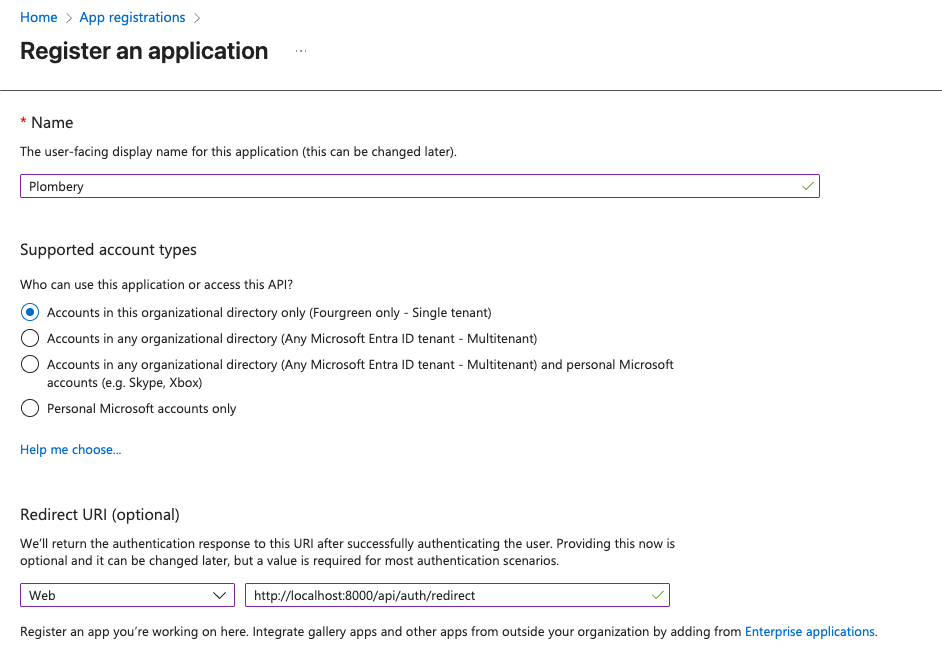 Home > App registrations >
Register an application ...
* Name
The user-facing display name for this application (this can be changed later).
Plombery
Supported account types
Who can use this application or access this API?
Accounts in this organizational directory only (Fourgreen only - Single tenant)
Accounts in any organizational directory (Any Microsoft Entra ID tenant - Multitenant)
Accounts in any organizational directory (Any Microsoft Entra ID tenant - Multitenant) and personal Microsoft
accounts (e.g. Skype, Xbox)
Personal Microsoft accounts only
Help me choose...
Redirect URI (optional)
We'll return the authentication response to this URI after successfully authenticating the user. Providing this now is
optional and it can be changed later, but a value is required for most authentication scenarios.
Web http://localhost:8000/api/auth/redirect
Register an app you're working on here. Integrate gallery apps and other apps from outside your organization by adding from Enterprise applications.